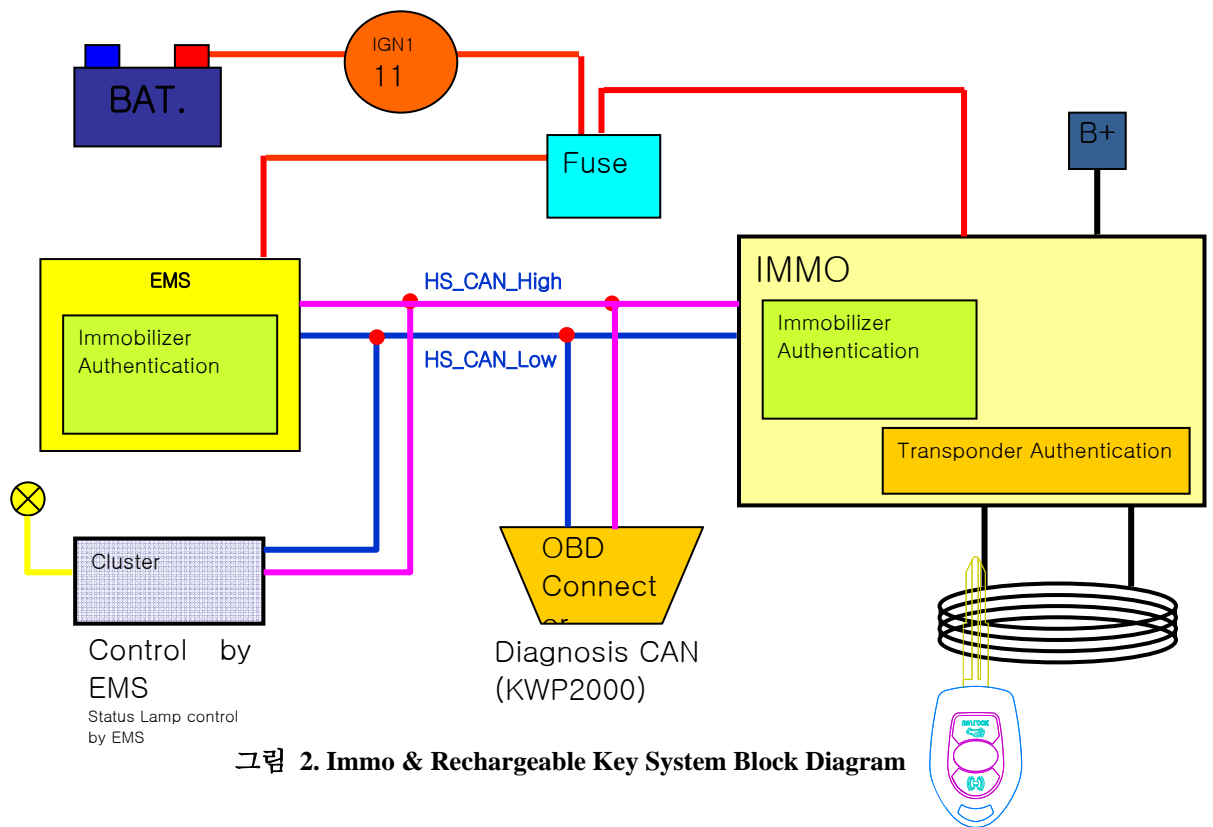 IGN1
11
BAT.
Fuse
B+
EMS
Immobilizer
Authentication
HS_CAN_High
HS_CAN_Low
IMMO
Immobilizer
Authentication
Transponder Authentication
Cluster
Control by
EMS
Status Lamp control
by EMS
OBD
Connect
or
Diagnosis CAN
(KWP2000)
그림 2. Immo & Rechargeable Key System Block Diagram